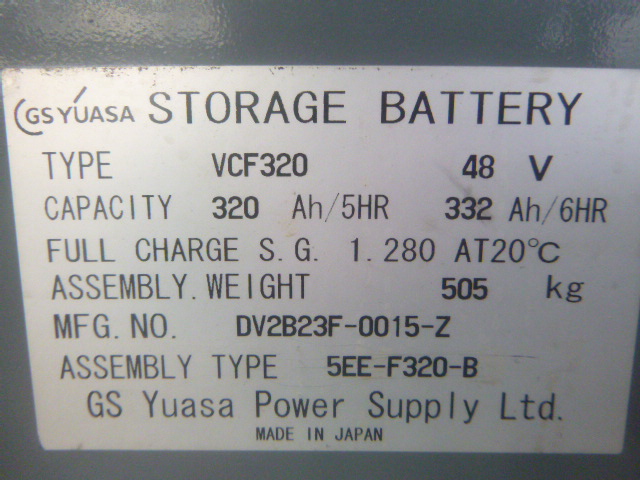 GS YUASA STORAGE BATTERY
TYPE VCF320 48 V
CAPACITY 320 Ah/5HR 332 Ah/6HR
FULL CHARGE S.G. 1.280 AT20℃
ASSEMBLY.WEIGHT 505 kg
MFG.NO. DV2B23F-0015-Z
ASSEMBLY TYPE 5EE-F320-B
GS Yuasa Power Supply Ltd.
MADE IN JAPAN